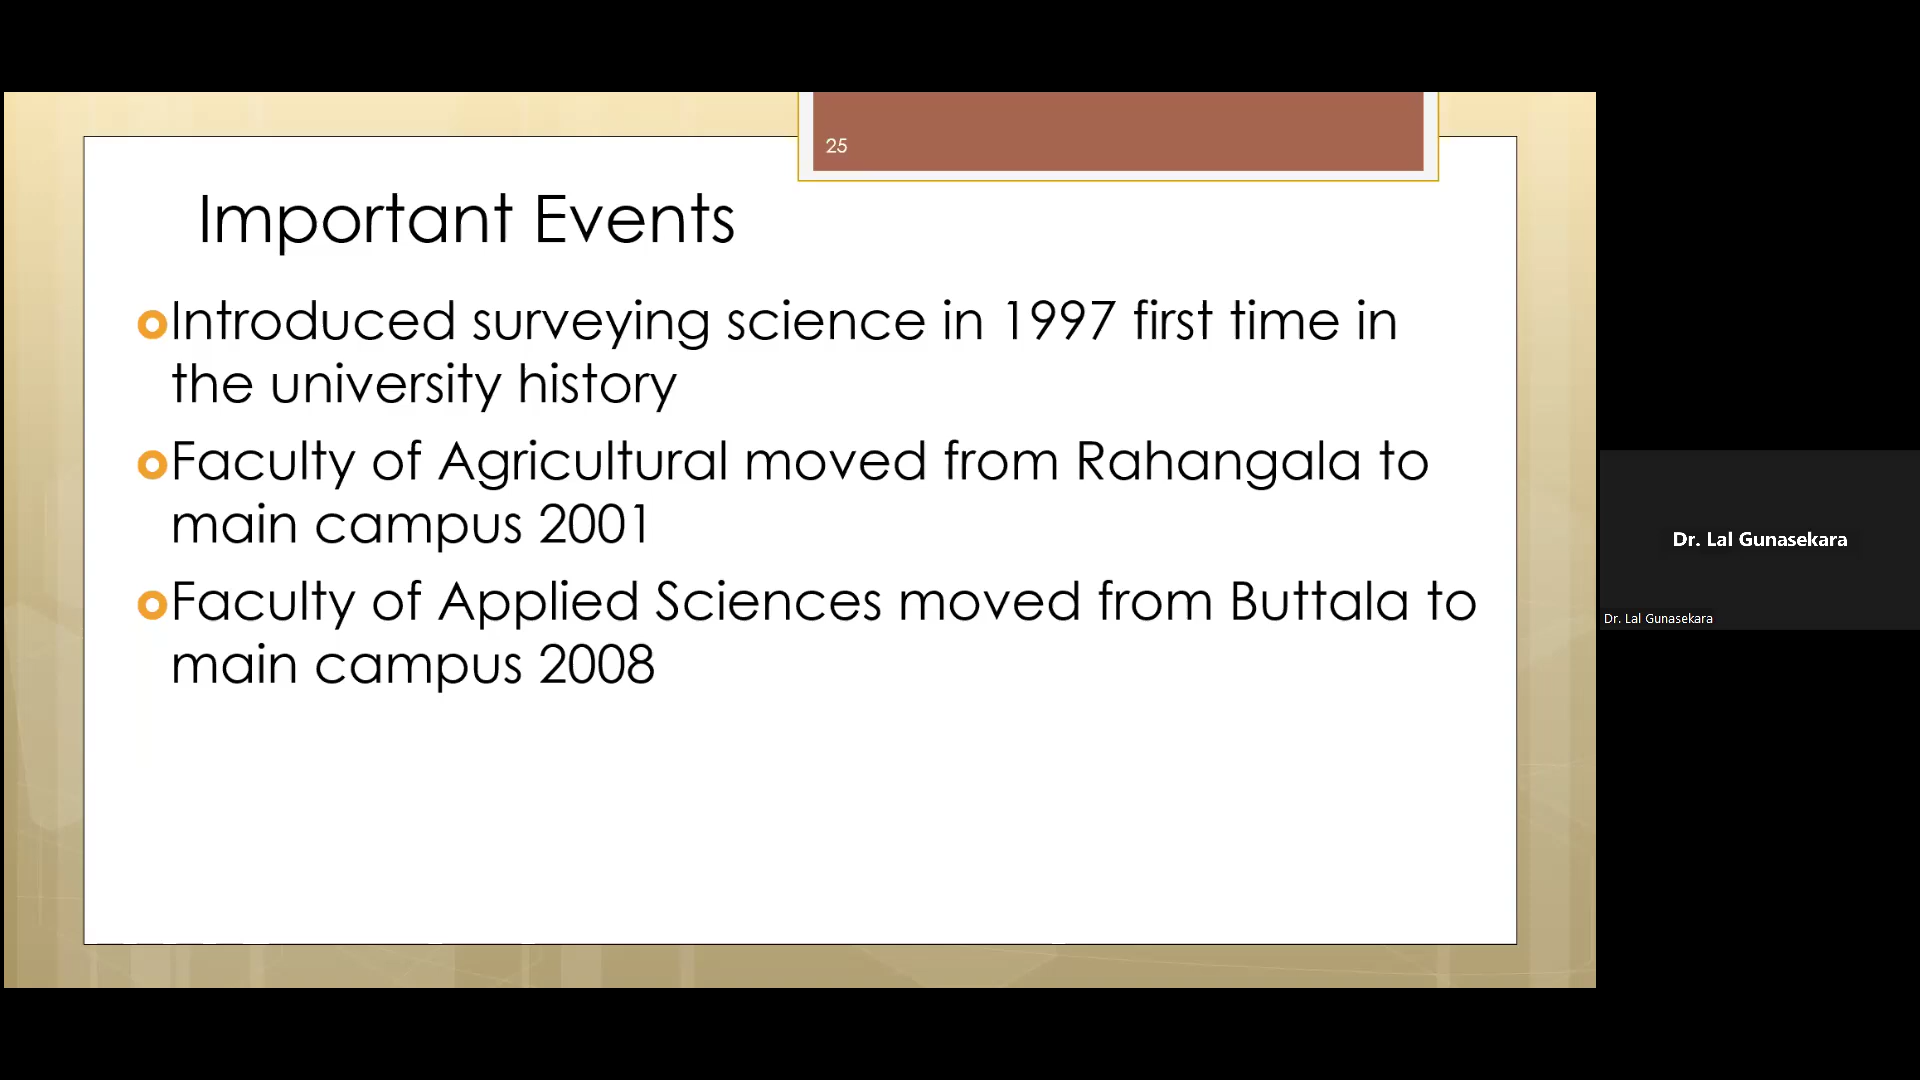 25
Important Events
Introduced surveying science in 1997 first time in
the university history
Faculty of Agricultural moved from Rahangala to
main campus 2001
Faculty of Applied Sciences moved from Buttala to
main campus 2008
Dr. Lal Gunasekara
Dr. Lal Gunasekara